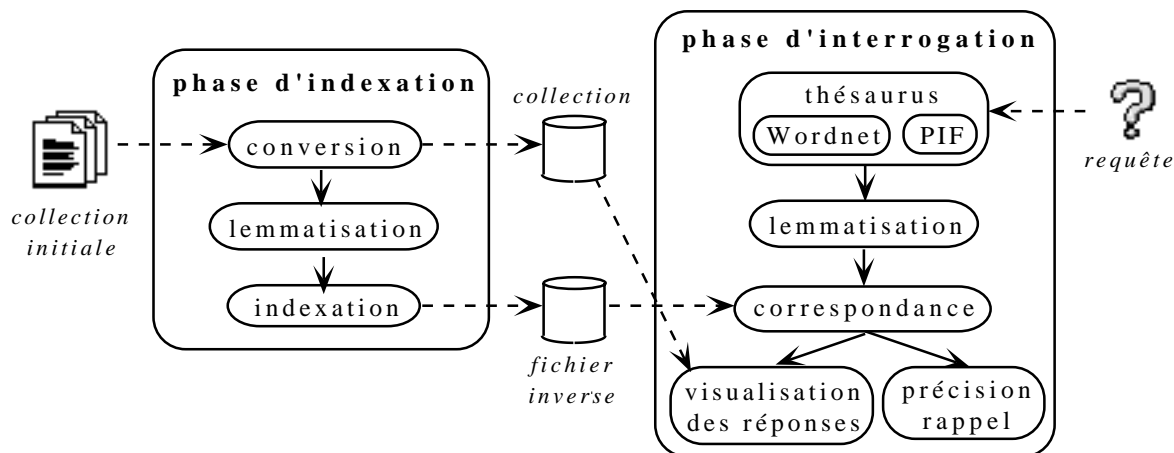 phase d'indexation
collection
initiale
conversion
lemmatisation
indexation
collection
fichier
inverse
phase d'interrogation
thésaurus
Wordnet
PIF
requête
lemmatisation
correspondance
visualisation
des réponses
précision
rappel